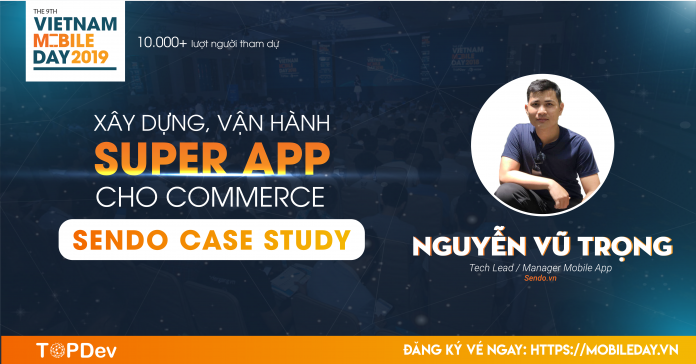 THE 9TH
VIETNAM
MOBILE
DAY 2019
10.000+ lượt người tham dự
XÂY DỰNG, VẬN HÀNH
SUPER APP
CHO COMMERCE
SENDO CASE STUDY
NGUYỄN VŨ TRỌNG
Tech Lead / Manager Mobile App
Sendo.vn
TOPDev
ĐĂNG KÝ VÉ NGAY: HTTPS://MOBILEDAY.VN